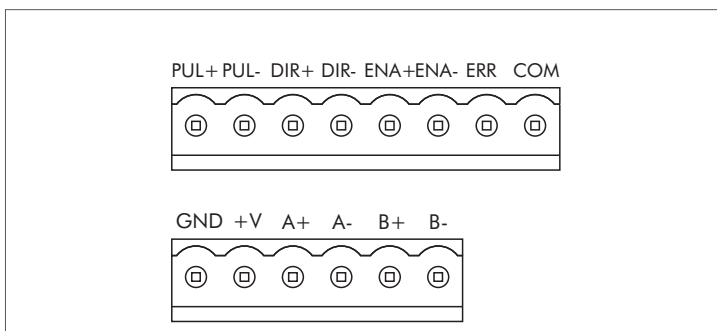 PUL+ PUL- DIR+ DIR- ENA+ ENA- ERR COM
GND +V A+ A- B+ B-